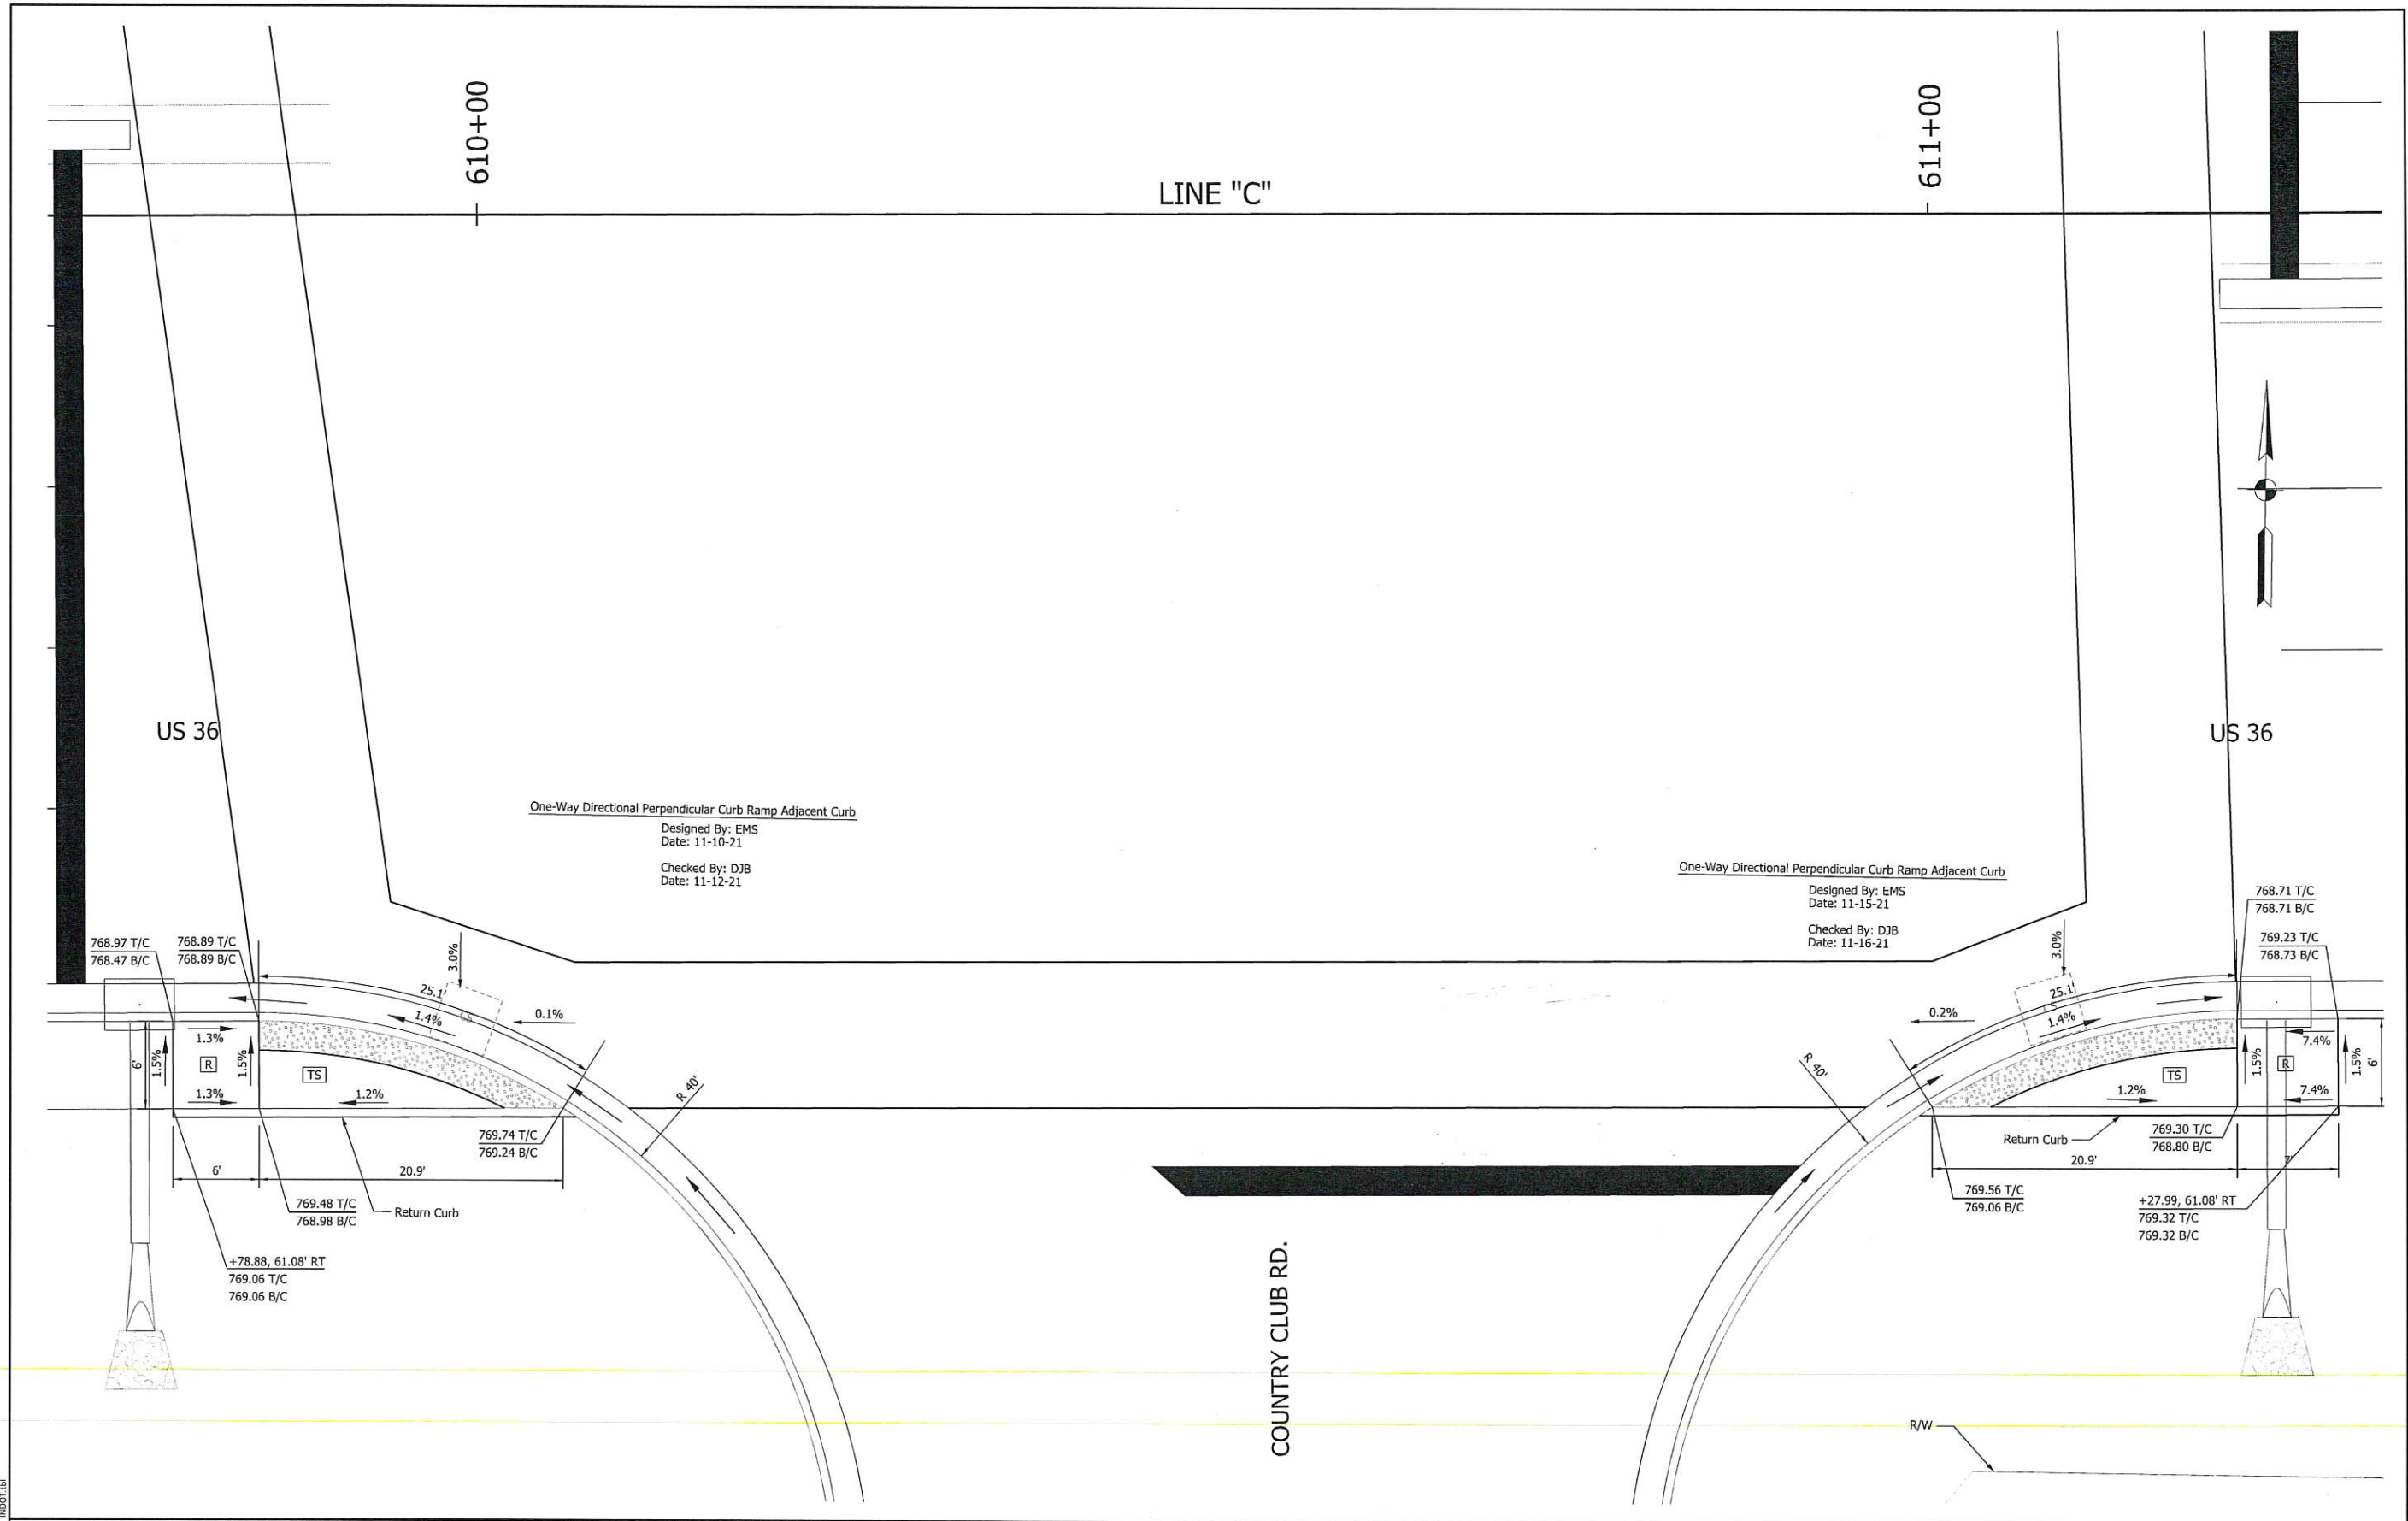 610+00
611+00
LINE "C"
US 36
US 36
One-Way Directional Perpendicular Curb Ramp Adjacent Curb
Designed By: EMS
Date: 11-10-21
Checked By: DJB
Date: 11-12-21
One-Way Directional Perpendicular Curb Ramp Adjacent Curb
Designed By: EMS
Date: 11-15-21
Checked By: DJB
Date: 11-16-21
768.97 T/C
768.47 B/C
768.89 T/C
768.89 B/C
3.0%
25.1'
CS
1.4%
0.1%
1.3%
6'
1.5%
R
1.5%
TS
1.3%
1.2%
R 40'
769.74 T/C
769.24 B/C
6'
20.9'
769.48 T/C
768.98 B/C
Return Curb
+78.88, 61.08' RT
769.06 T/C
769.06 B/C
768.71 T/C
768.71 B/C
769.23 T/C
768.73 B/C
3.0%
25.1'
CS
1.4%
0.2%
R 40'
7.4%
1.5%
R
1.5%
6'
TS
1.2%
7.4%
Return Curb
769.30 T/C
768.80 B/C
20.9'
7'
769.56 T/C
769.06 B/C
+27.99, 61.08' RT
769.32 T/C
769.32 B/C
COUNTRY CLUB RD.
R/W
INDOT.tbl